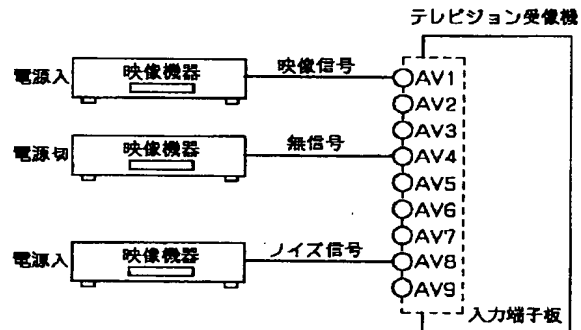 テレビジョン受像機
電源入 映像機器 映像信号 AV1
AV2
AV3
電源切 映像機器 無信号 AV4
AV5
AV6
AV7
電源入 映像機器 ノイズ信号 AV8
AV9
入力端子板